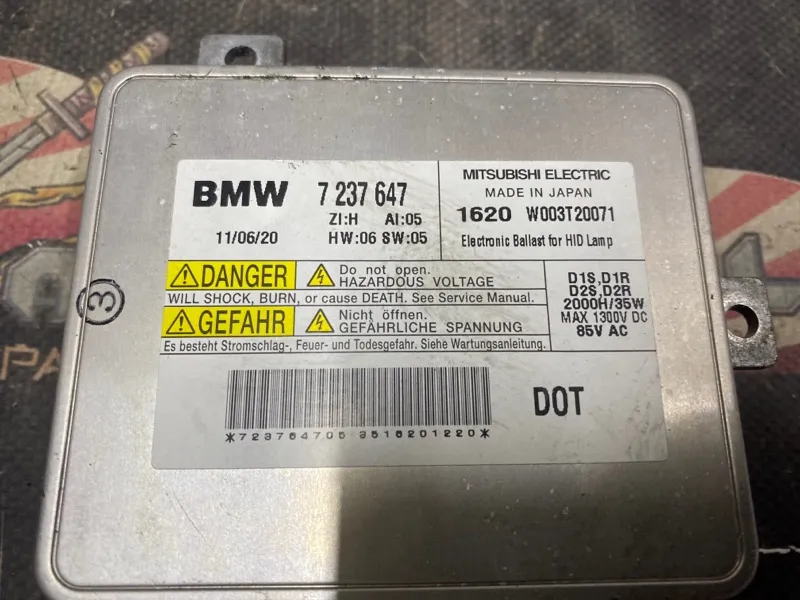 BMW 7 237 647
ZI:H AI:05
11/06/20 HW:06 SW:05
MITSUBISHI ELECTRIC
MADE IN JAPAN
1620 W003T20071
Electronic Ballast for HID Lamp
DANGER Do not open.
HAZARDOUS VOLTAGE
WILL SHOCK, BURN, or cause DEATH. See Service Manual.
GEFAHR Nicht öffnen.
GEFÄHRLICHE SPANNUNG
Es besteht Stromschlag-, Feuer- und Todesgefahr. Siehe Wartungsanleitung.
D1S,D1R
D2S,D2R
2000H/35W
MAX 1300V DC
85V AC
*723764705 3516201220*
DOT
3
PA